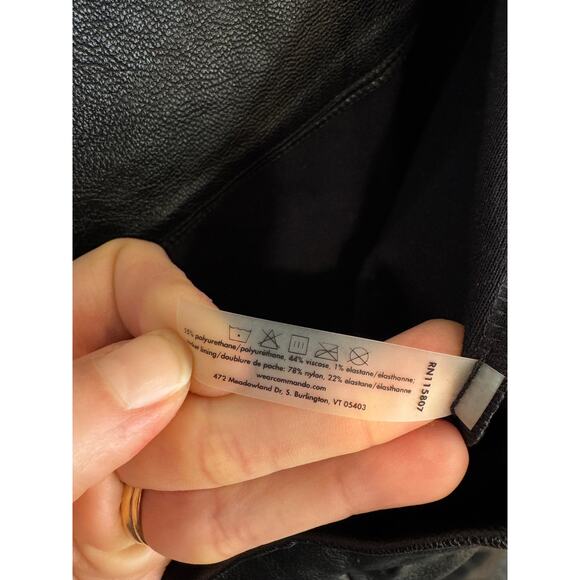 55% polyurethane/polyuréthane, 44% viscose, 1% elastane/élasthanne;
lining/doublure de poche: 78% nylon, 22% elastane/élasthanne
wearcommando.com
472 Meadowland Dr, S. Burlington, VT 05403
RN115807